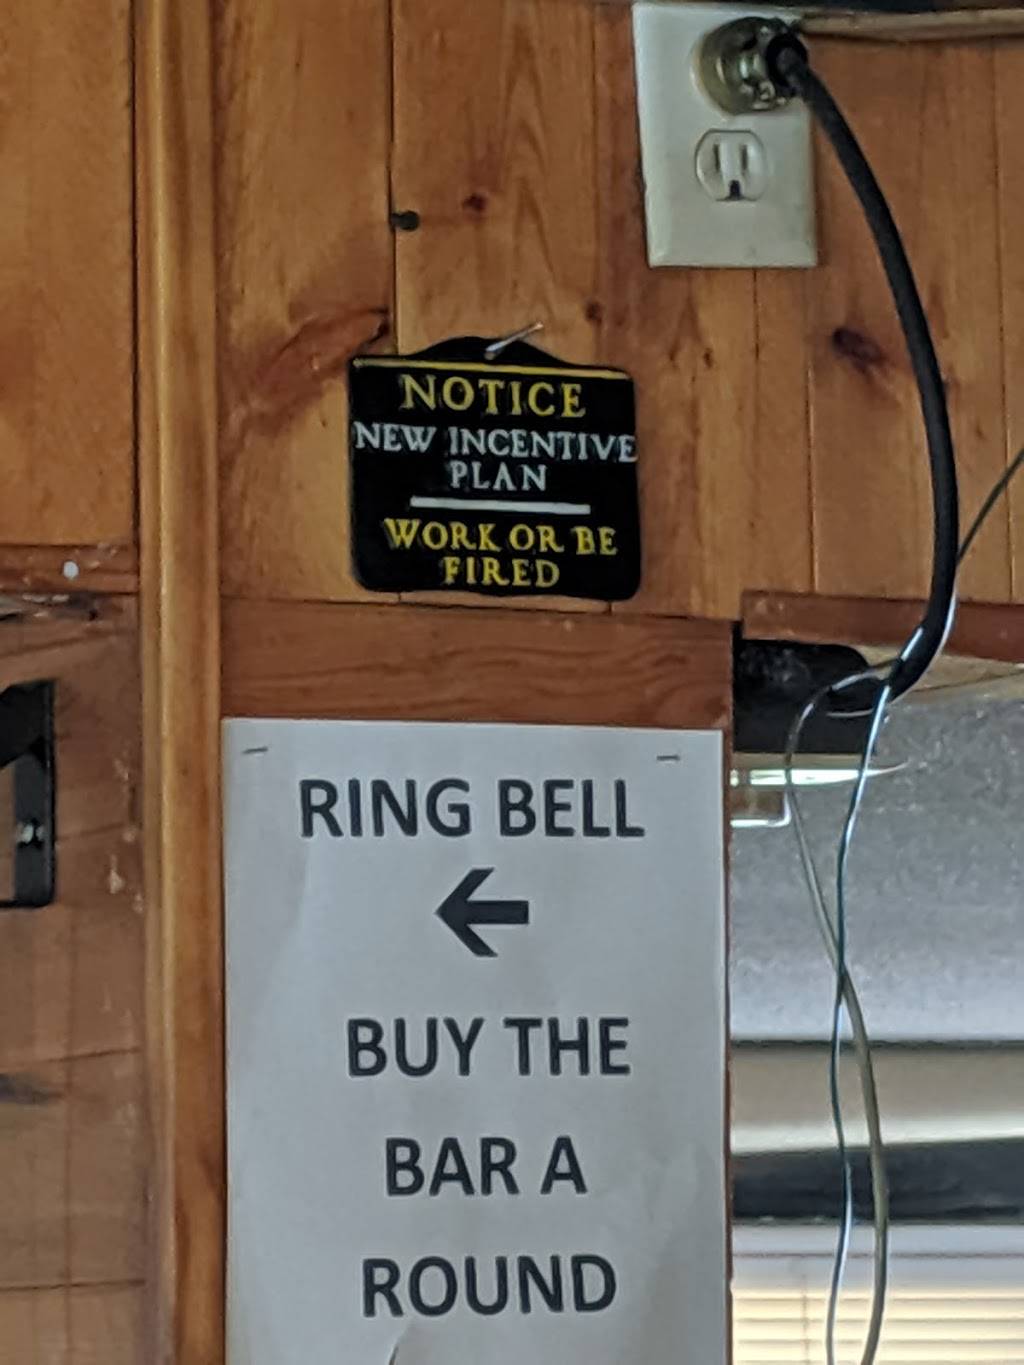 NOTICE
NEW INCENTIVE
PLAN
WORK OR BE
FIRED
RING BELL
←
BUY THE
BAR A
ROUND